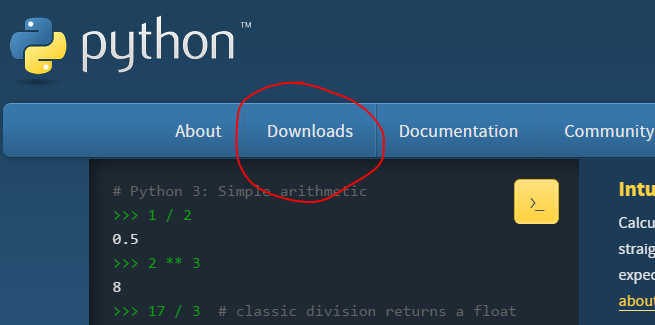 python™
About Downloads Documentation Community
# Python 3: Simple arithmetic
>>> 1 / 2
0.5
>>> 2 ** 3
8
>>> 17 / 3  # classic division returns a float
>_
Intu
Calcu
straig
expec
about